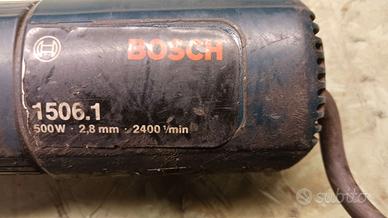 BOSCH
1506.1
500W · 2,8 mm · 2400 1/min
subito